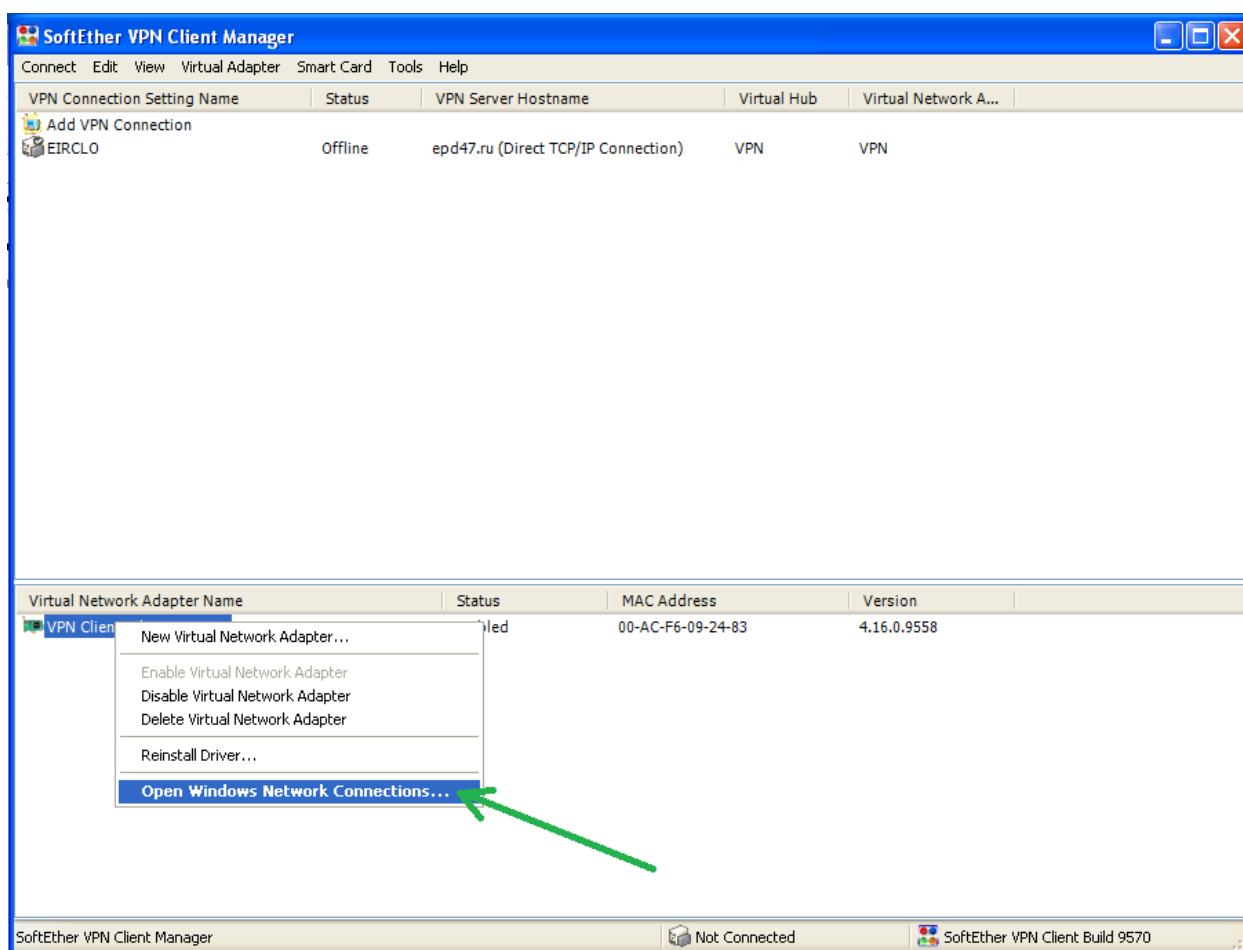 SoftEther VPN Client Manager
Connect Edit View Virtual Adapter Smart Card Tools Help
VPN Connection Setting Name Status VPN Server Hostname Virtual Hub Virtual Network A...
Add VPN Connection
EIRCLO Offline epd47.ru (Direct TCP/IP Connection) VPN VPN
Virtual Network Adapter Name Status MAC Address Version
VPN Clien bled 00-AC-F6-09-24-83 4.16.0.9558
New Virtual Network Adapter...
Enable Virtual Network Adapter
Disable Virtual Network Adapter
Delete Virtual Network Adapter
Reinstall Driver...
Open Windows Network Connections...
SoftEther VPN Client Manager Not Connected SoftEther VPN Client Build 9570